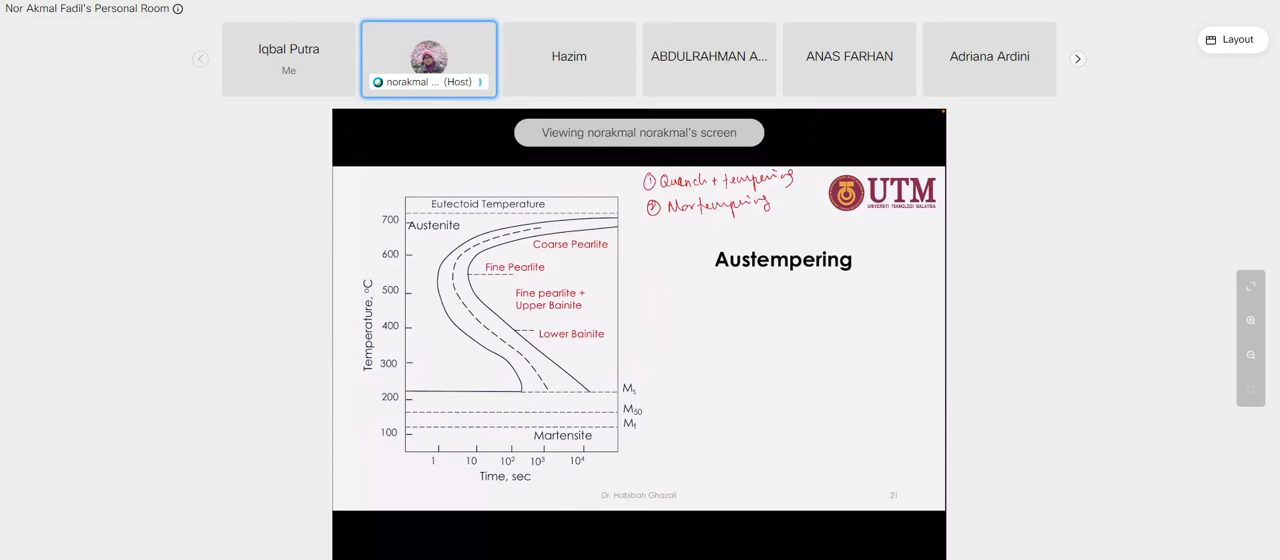 Nor Akmal Fadil's Personal Room
Iqbal Putra
Me
norakmal ... (Host)
Hazim
ABDULRAHMAN A...
ANAS FARHAN
Adriana Ardini
Layout
Viewing norakmal norakmal's screen
① Quench + tempering
② Martempering
UTM
UNIVERSITI TEKNOLOGI MALAYSIA
Austempering
Eutectoid Temperature
700
Austenite
Coarse Pearlite
600
Fine Pearlite
500
Fine pearlite +
Upper Bainite
400
Lower Bainite
300
200
100
Temperature, °C
Ms
M50
Mf
Martensite
1 10 10² 10³ 10⁴
Time, sec
Dr. Habibah Ghazali
21